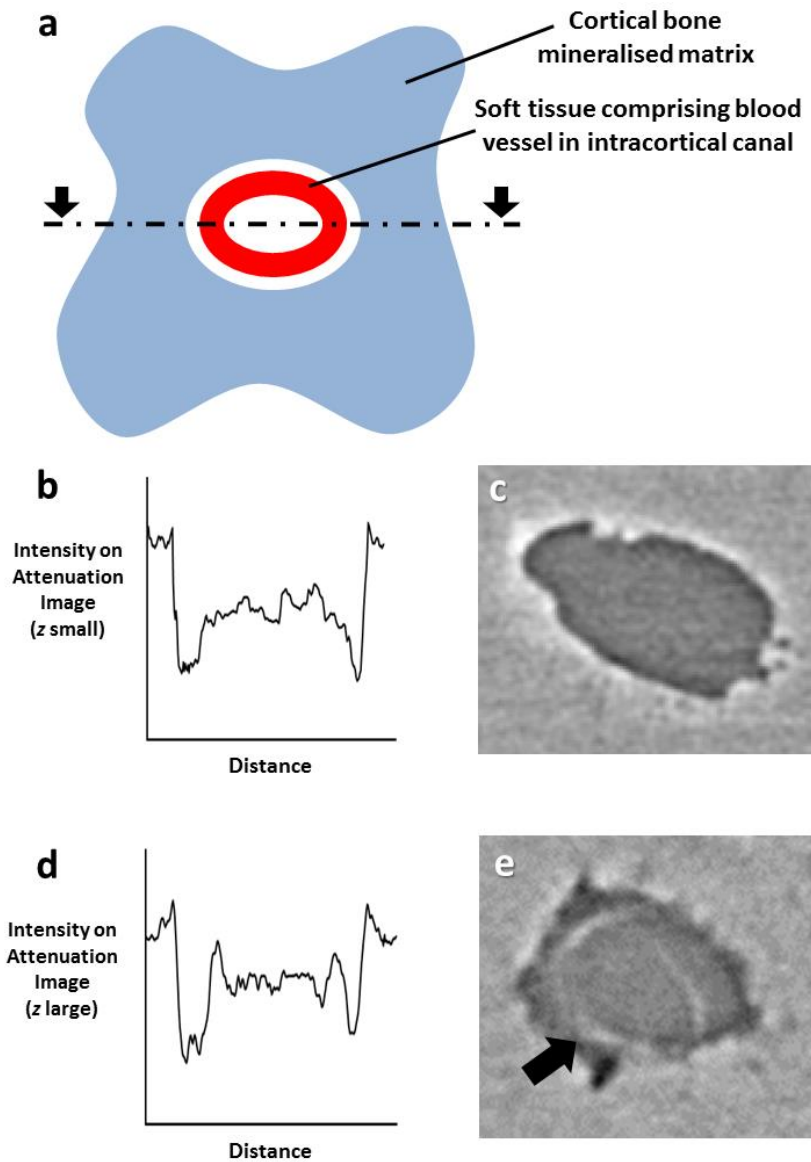 a
Cortical bone
mineralised matrix
Soft tissue comprising blood
vessel in intracortical canal
b
Intensity on
Attenuation
Image
(z small)
Distance
c
d
Intensity on
Attenuation
Image
(z large)
Distance
e